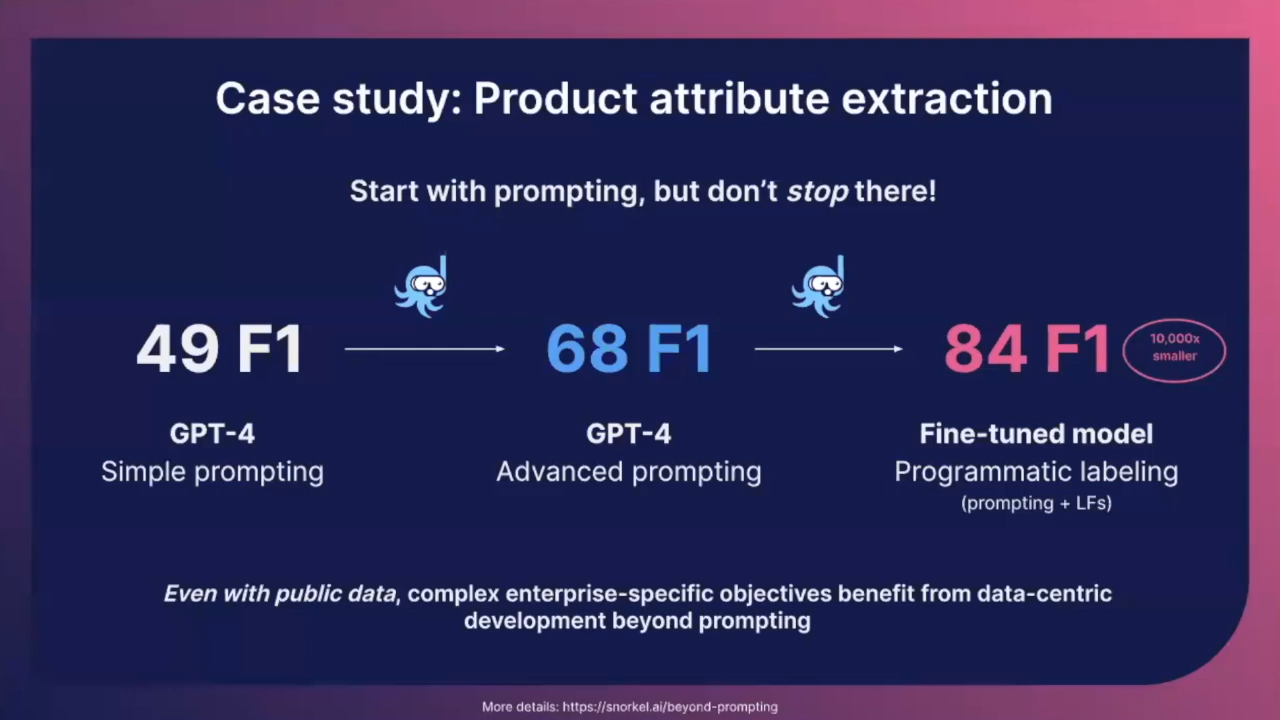 Case study: Product attribute extraction
Start with prompting, but don’t stop there!
49 F1
68 F1
84 F1
10,000x
smaller
GPT-4
Simple prompting
GPT-4
Advanced prompting
Fine-tuned model
Programmatic labeling
(prompting + LFs)
Even with public data, complex enterprise-specific objectives benefit from data-centric
development beyond prompting
More details: https://snorkel.ai/beyond-prompting